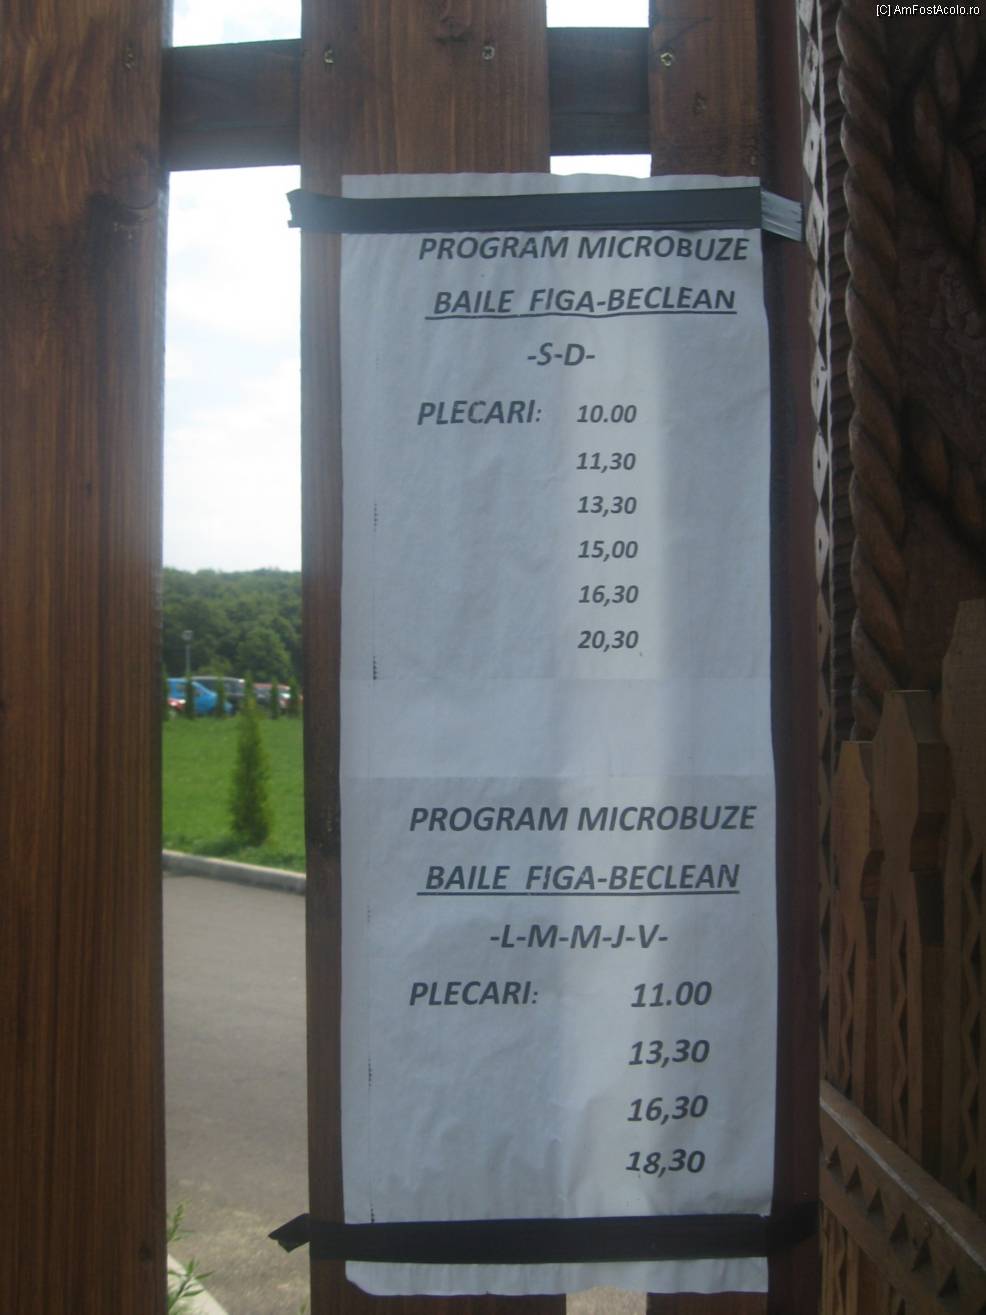 [C] AmFostAcolo.ro
PROGRAM MICROBUZE
BAILE FIGA-BECLEAN
-S-D-
PLECARI: 10.00
11,30
13,30
15,00
16,30
20,30
PROGRAM MICROBUZE
BAILE FIGA-BECLEAN
-L-M-M-J-V-
PLECARI: 11.00
13,30
16,30
18,30